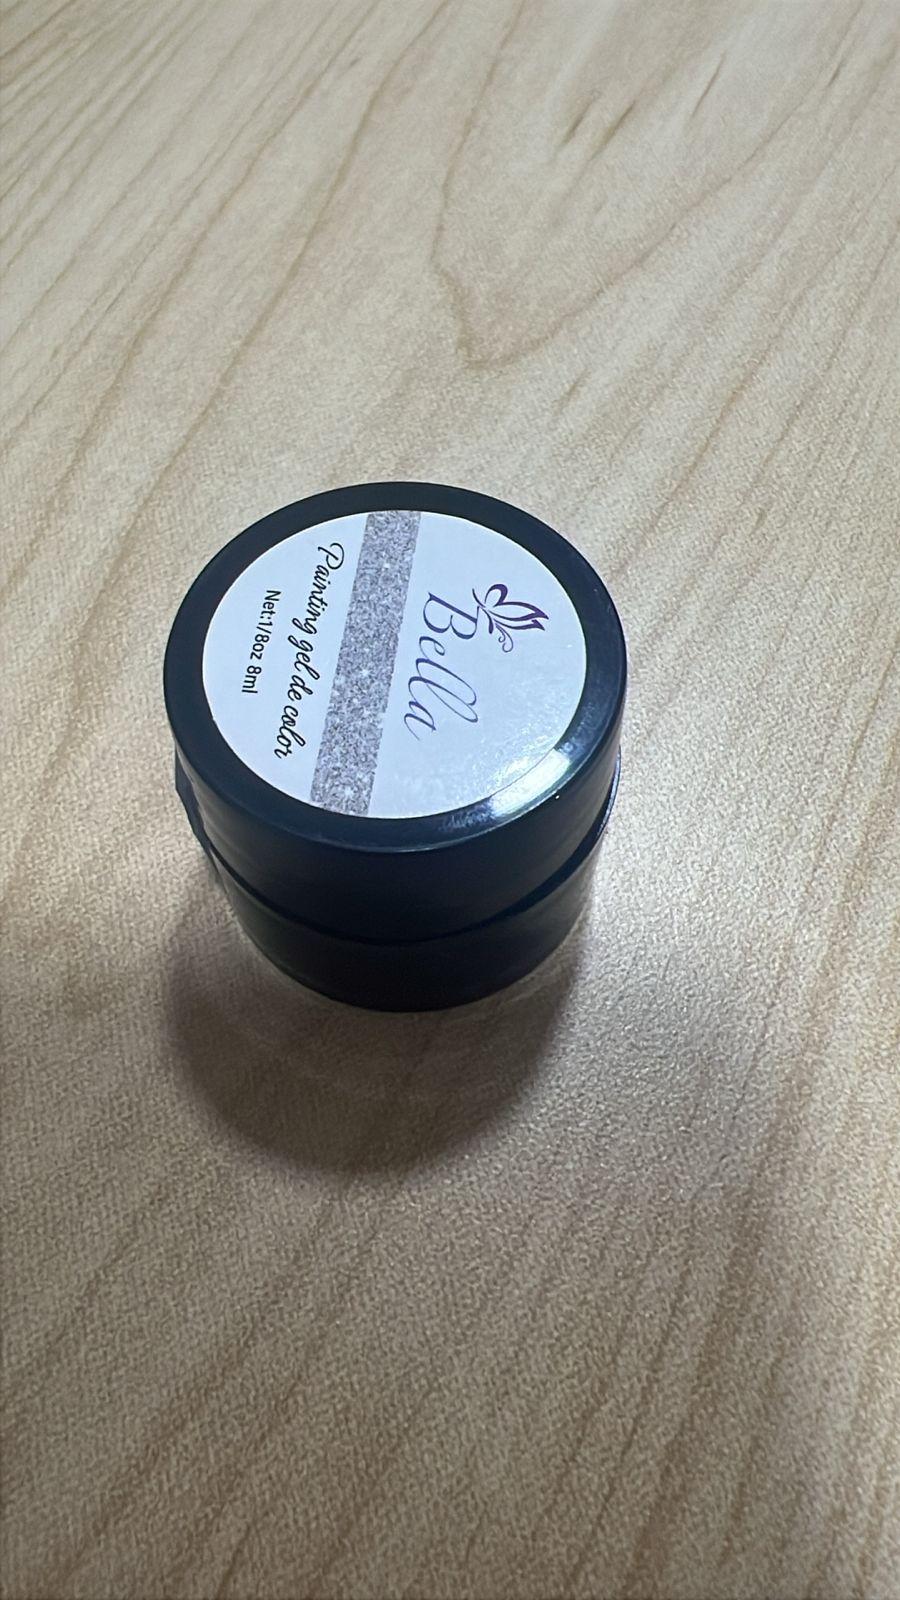 Bella
Painting gel de color
Net:1/8oz 8ml